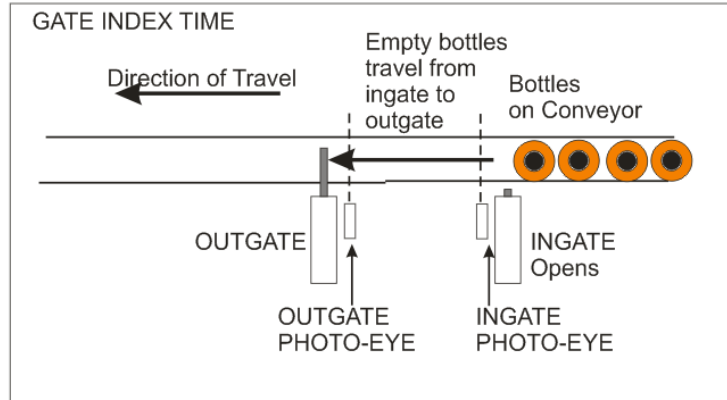 GATE INDEX TIME
Direction of Travel
Empty bottles
travel from
ingate to
outgate
Bottles
on Conveyor
OUTGATE
INGATE
Opens
OUTGATE
PHOTO-EYE
INGATE
PHOTO-EYE